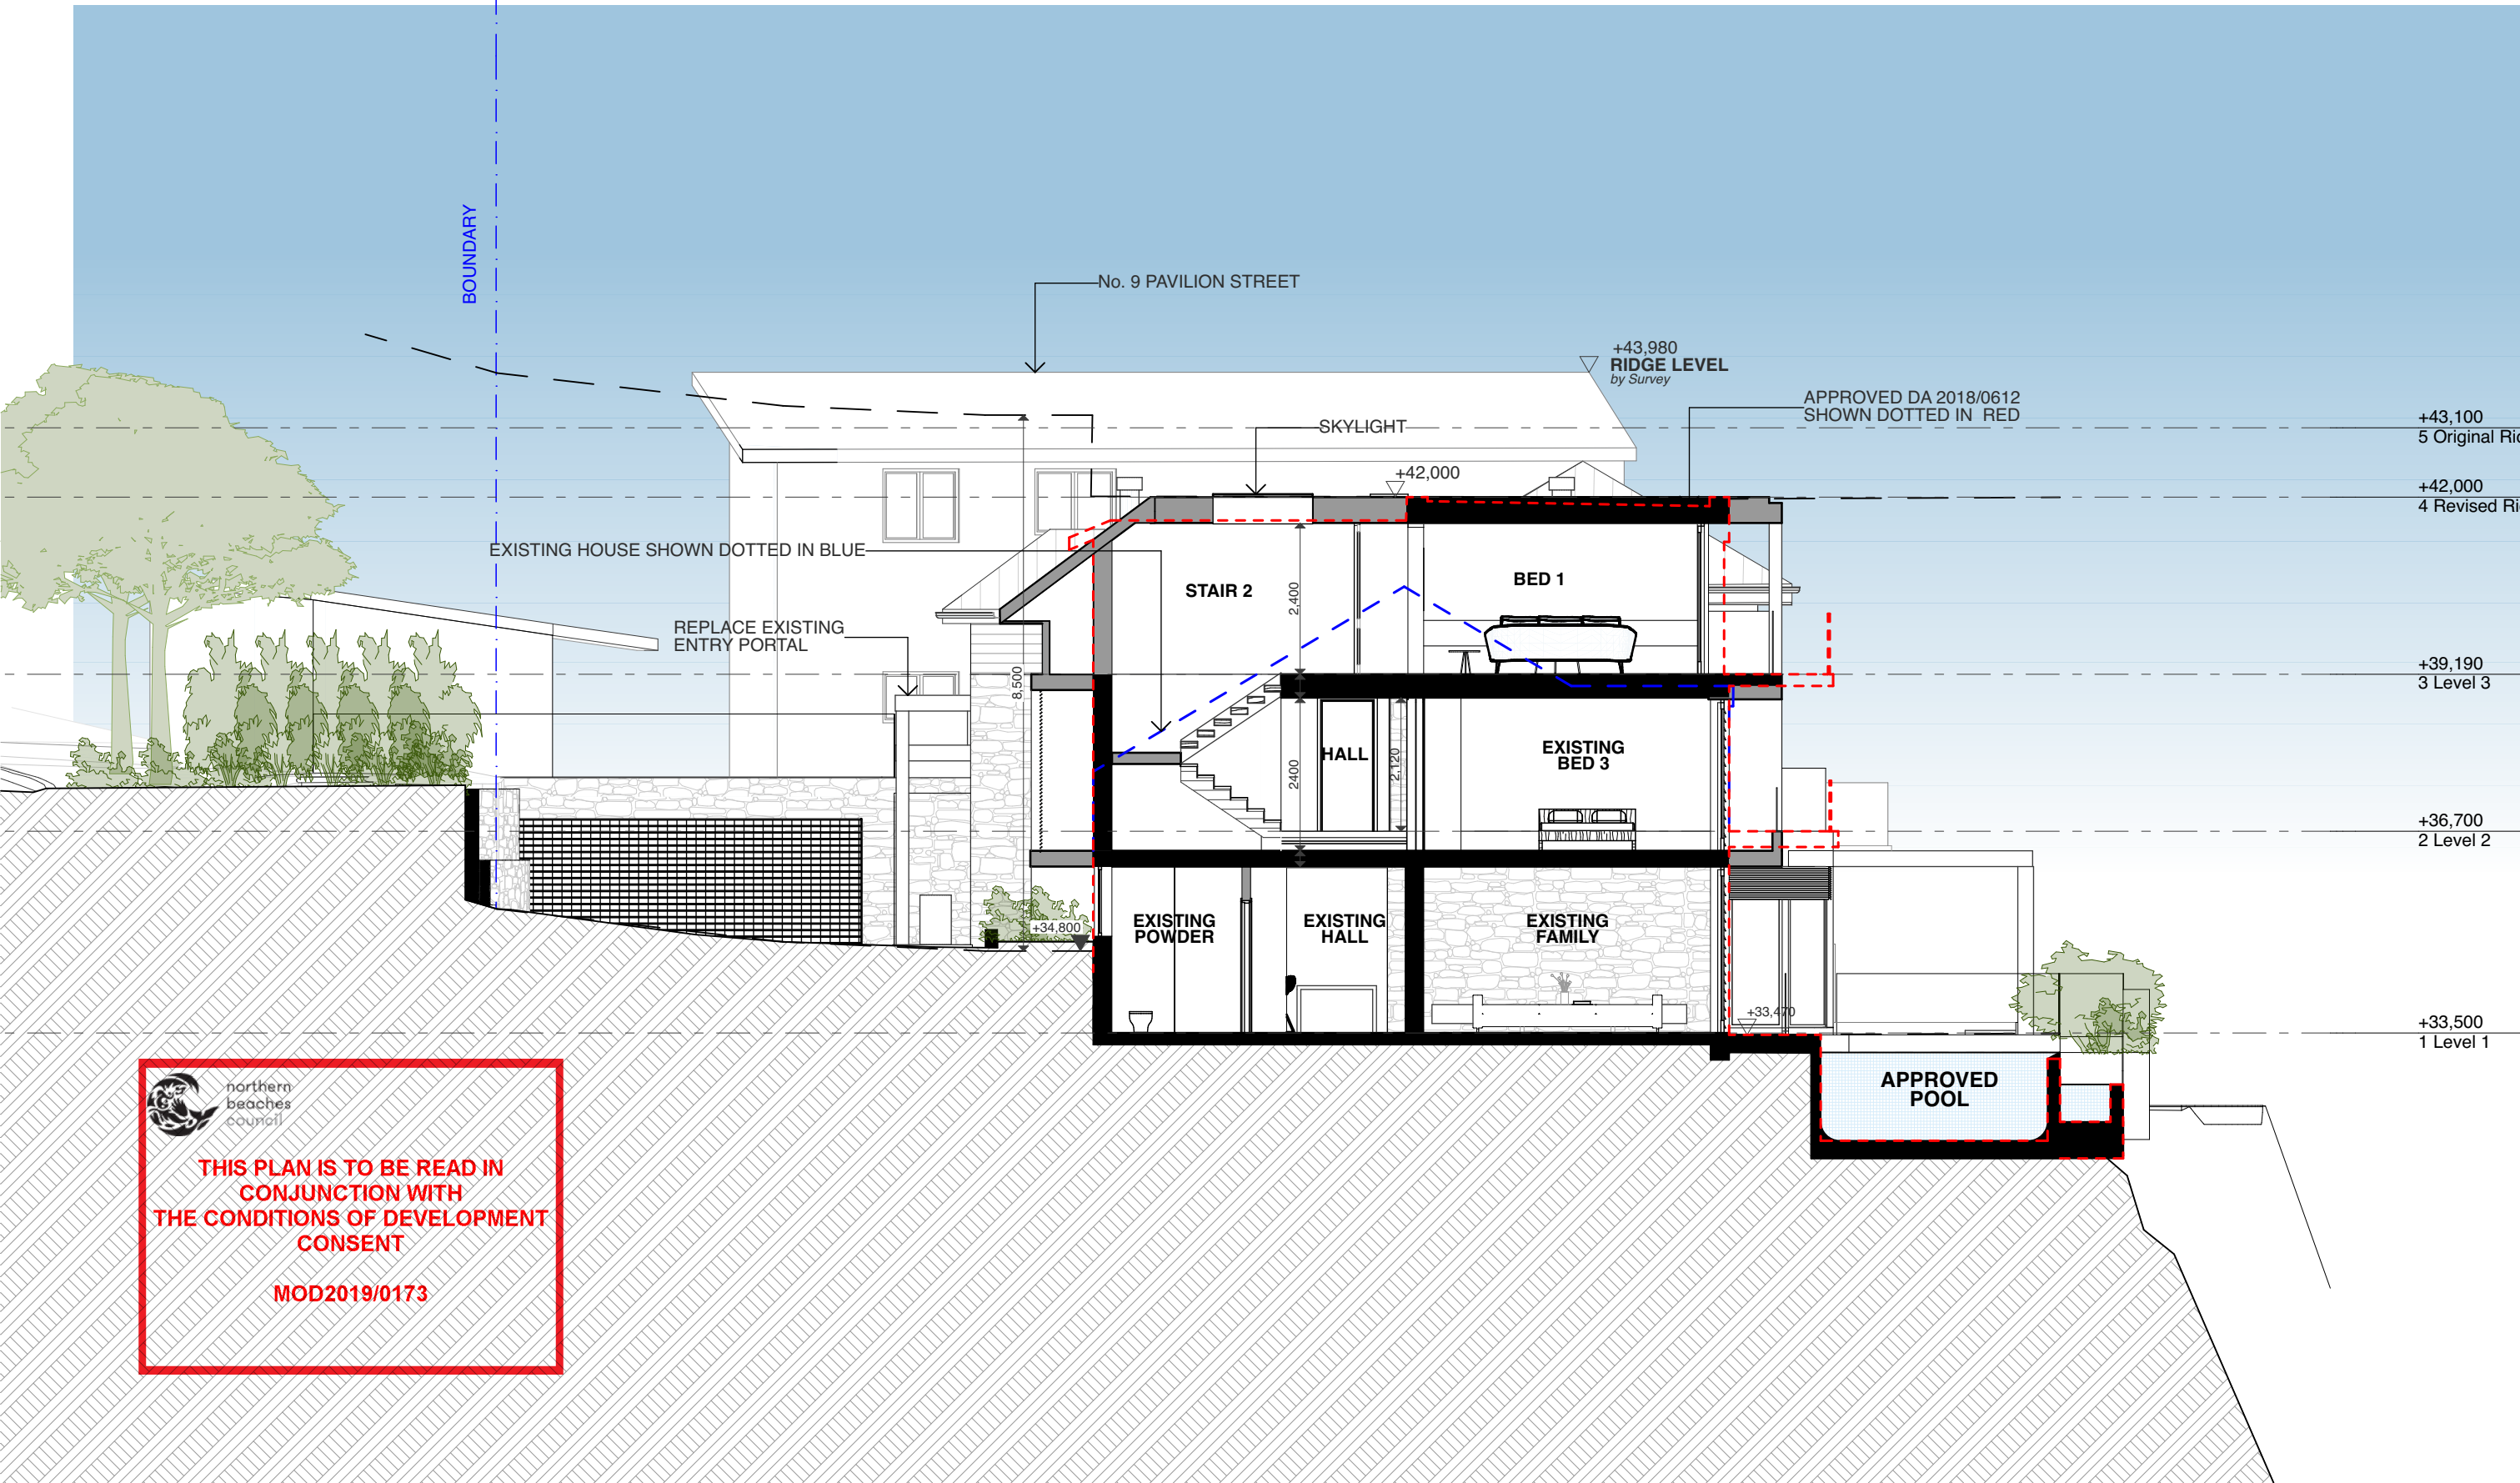 BOUNDARY
No. 9 PAVILION STREET
+43,980
RIDGE LEVEL
by Survey
APPROVED DA 2018/0612
SHOWN DOTTED IN RED
+43,100
5 Original Ri
SKYLIGHT
+42,000
+42,000
4 Revised Ri
EXISTING HOUSE SHOWN DOTTED IN BLUE
STAIR 2
2,400
BED 1
REPLACE EXISTING
ENTRY PORTAL
8,500
+39,190
3 Level 3
HALL
2400
2,120
EXISTING
BED 3
+36,700
2 Level 2
+34,800
EXISTING
POWDER
EXISTING
HALL
EXISTING
FAMILY
+33,470
+33,500
1 Level 1
APPROVED
POOL
northern
beaches
council
THIS PLAN IS TO BE READ IN
CONJUNCTION WITH
THE CONDITIONS OF DEVELOPMENT
CONSENT
MOD2019/0173